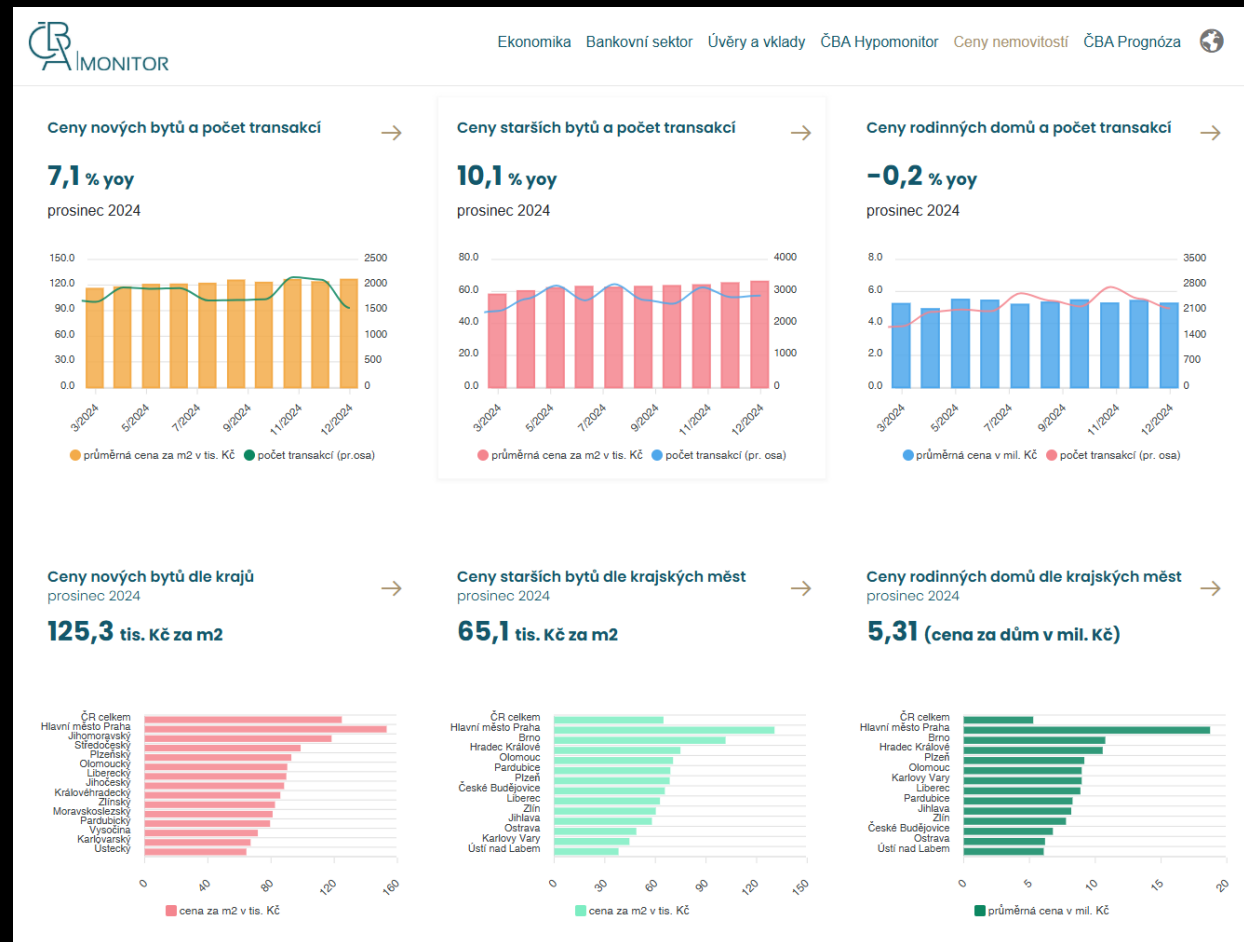 ČBA MONITOR
Ekonomika Bankovní sektor Úvěry a vklady ČBA Hypomonitor Ceny nemovitostí ČBA Prognóza
Ceny nových bytů a počet transakcí
7,1 % yoy
prosinec 2024
150.0
120.0
90.0
60.0
30.0
0.0
2500
2000
1500
1000
500
0
3/2024 5/2024 7/2024 9/2024 11/2024 12/2024
průměrná cena za m2 v tis. Kč počet transakcí (pr.osa)
Ceny starších bytů a počet transakcí
10,1 % yoy
prosinec 2024
80.0
60.0
40.0
20.0
0.0
4000
3000
2000
1000
0
3/2024 5/2024 7/2024 9/2024 11/2024 12/2024
průměrná cena za m2 v tis. Kč počet transakcí (pr. osa)
Ceny rodinných domů a počet transakcí
-0,2 % yoy
prosinec 2024
8.0
6.0
4.0
2.0
0.0
3500
2800
2100
1400
700
0
3/2024 5/2024 7/2024 9/2024 11/2024 12/2024
průměrná cena v mil. Kč počet transakcí (pr. osa)
Ceny nových bytů dle krajů
prosinec 2024
125,3 tis. Kč za m2
ČR celkem
Hlavní město Praha
Jihomoravský
Středočeský
Plzeňský
Olomoucký
Liberecký
Jihočeský
Královéhradecký
Zlínský
Moravskoslezský
Pardubický
Vysočina
Karlovarský
Ústecký
0 40 80 120 160
cena za m2 v tis. Kč
Ceny starších bytů dle krajských měst
prosinec 2024
65,1 tis. Kč za m2
ČR celkem
Hlavní město Praha
Brno
Hradec Králové
Olomouc
Pardubice
Plzeň
České Budějovice
Liberec
Zlín
Jihlava
Ostrava
Karlovy Vary
Ústí nad Labem
0 30 60 90 120 150
cena za m2 v tis. Kč
Ceny rodinných domů dle krajských měst
prosinec 2024
5,31 (cena za dům v mil. Kč)
ČR celkem
Hlavní město Praha
Brno
Hradec Králové
Plzeň
Olomouc
Karlovy Vary
Liberec
Pardubice
Jihlava
Zlín
České Budějovice
Ostrava
Ústí nad Labem
0 5 10 15 20
průměrná cena v mil. Kč